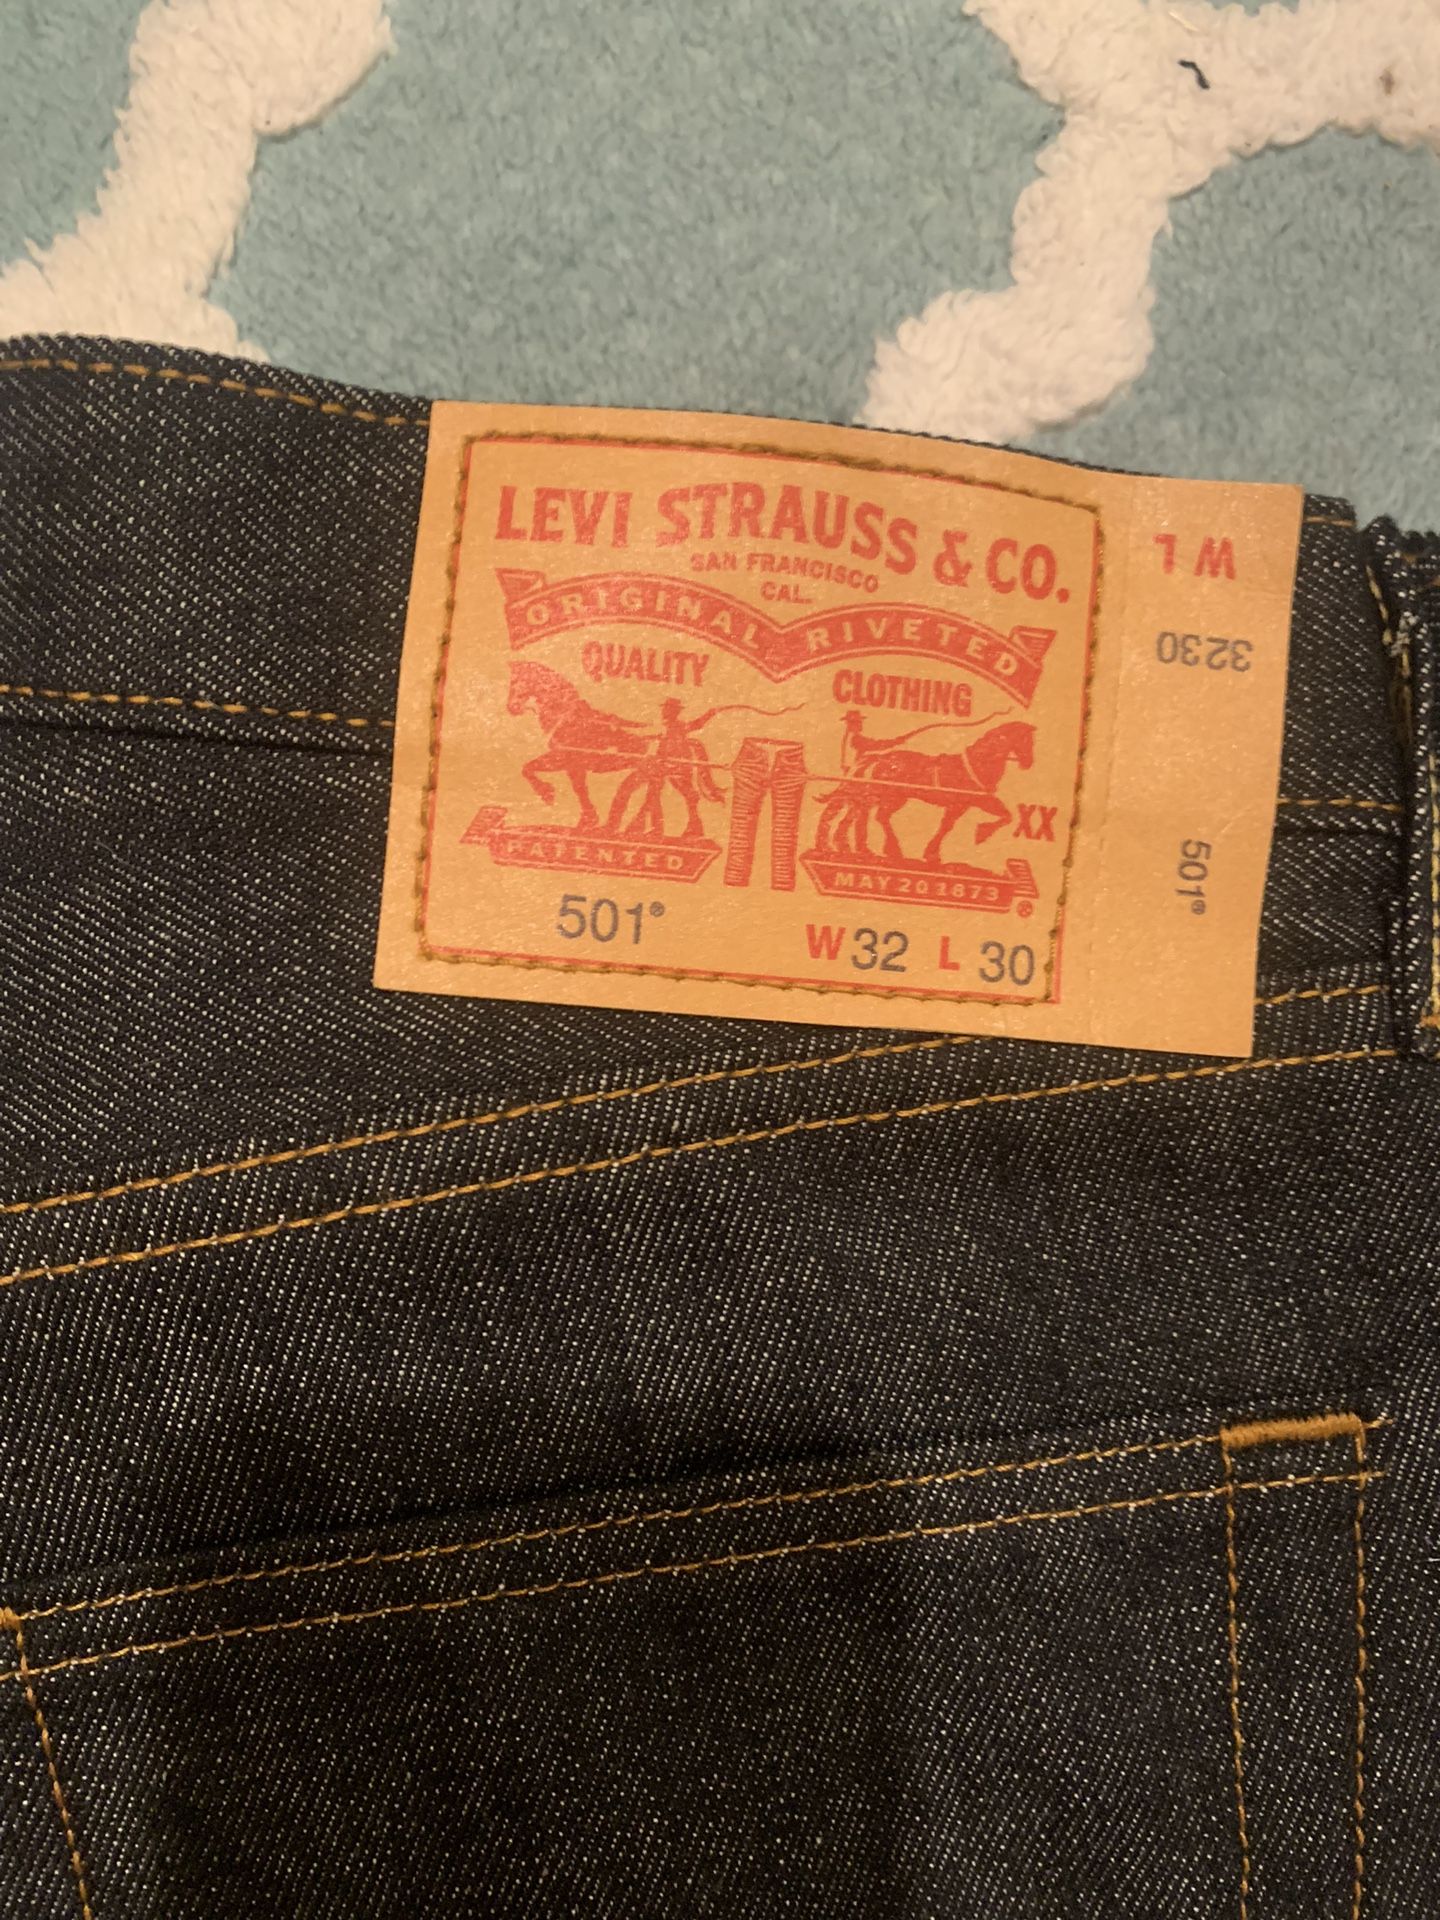 LEVI STRAUSS & CO.
SAN FRANCISCO
CAL.
ORIGINAL RIVETED
QUALITY CLOTHING
XX
PATENTED MAY 20 1873 ®
501® W 32 L 30
W L
3230
501®